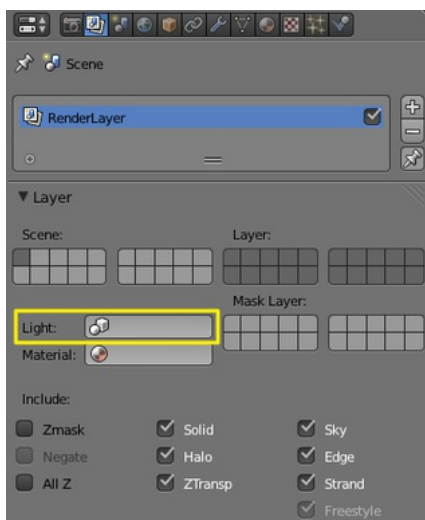 Scene
RenderLayer
Layer
Scene: Layer:
Mask Layer:
Light:
Material:
Include:
Zmask Solid Sky
Negate Halo Edge
All Z ZTransp Strand
Freestyle